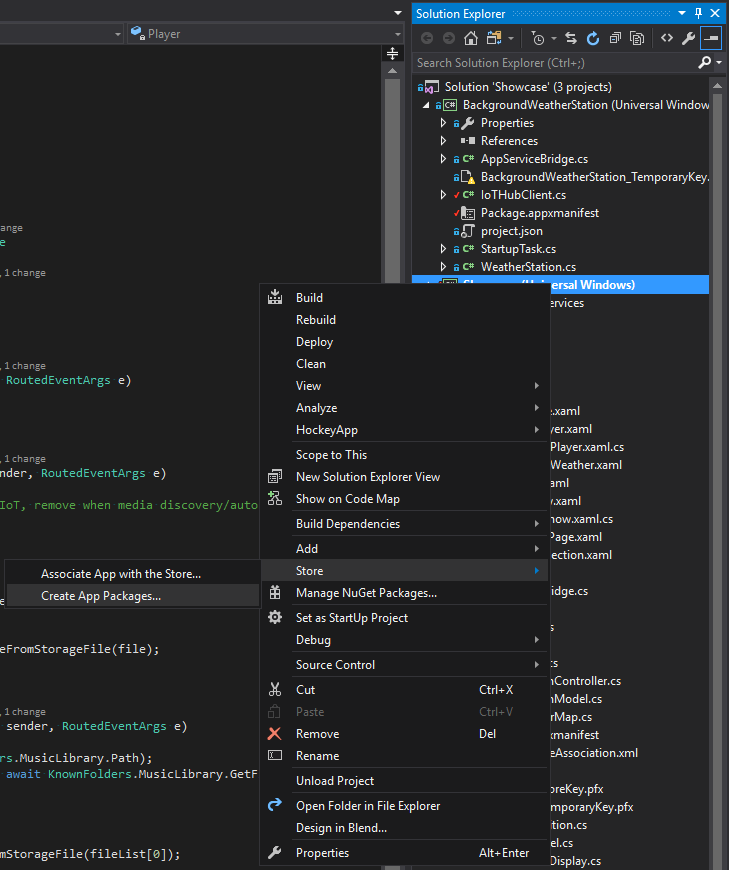 Player
ange
e
, 1 change
, 1 change
RoutedEventArgs e)
, 1 change
nder, RoutedEventArgs e)
IoT, remove when media discovery/auto
e
eFromStorageFile(file);
, 1 change
sender, RoutedEventArgs e)
rs.MusicLibrary.Path);
await KnownFolders.MusicLibrary.GetF
mStorageFile(fileList[0]);
Solution Explorer
Search Solution Explorer (Ctrl+;)
Solution 'Showcase' (3 projects)
C# BackgroundWeatherStation (Universal Window
Properties
References
C# AppServiceBridge.cs
BackgroundWeatherStation_TemporaryKey.
C# IoTHubClient.cs
Package.appxmanifest
project.json
C# StartupTask.cs
C# WeatherStation.cs
ersal Windows)
ervices
e.xaml
yer.xaml
Player.xaml.cs
Weather.xaml
aml
w.xaml
how.xaml.cs
Page.xaml
ection.xaml
idge.cs
s
cs
nController.cs
nModel.cs
erMap.cs
xmanifest
eAssociation.xml
oreKey.pfx
mporaryKey.pfx
ition.cs
el.cs
Display.cs
Build
Rebuild
Deploy
Clean
View
Analyze
HockeyApp
Scope to This
New Solution Explorer View
Show on Code Map
Build Dependencies
Add
Store
Manage NuGet Packages...
Set as StartUp Project
Debug
Source Control
Cut Ctrl+X
Paste Ctrl+V
Remove Del
Rename
Unload Project
Open Folder in File Explorer
Design in Blend...
Properties Alt+Enter
Associate App with the Store...
Create App Packages...